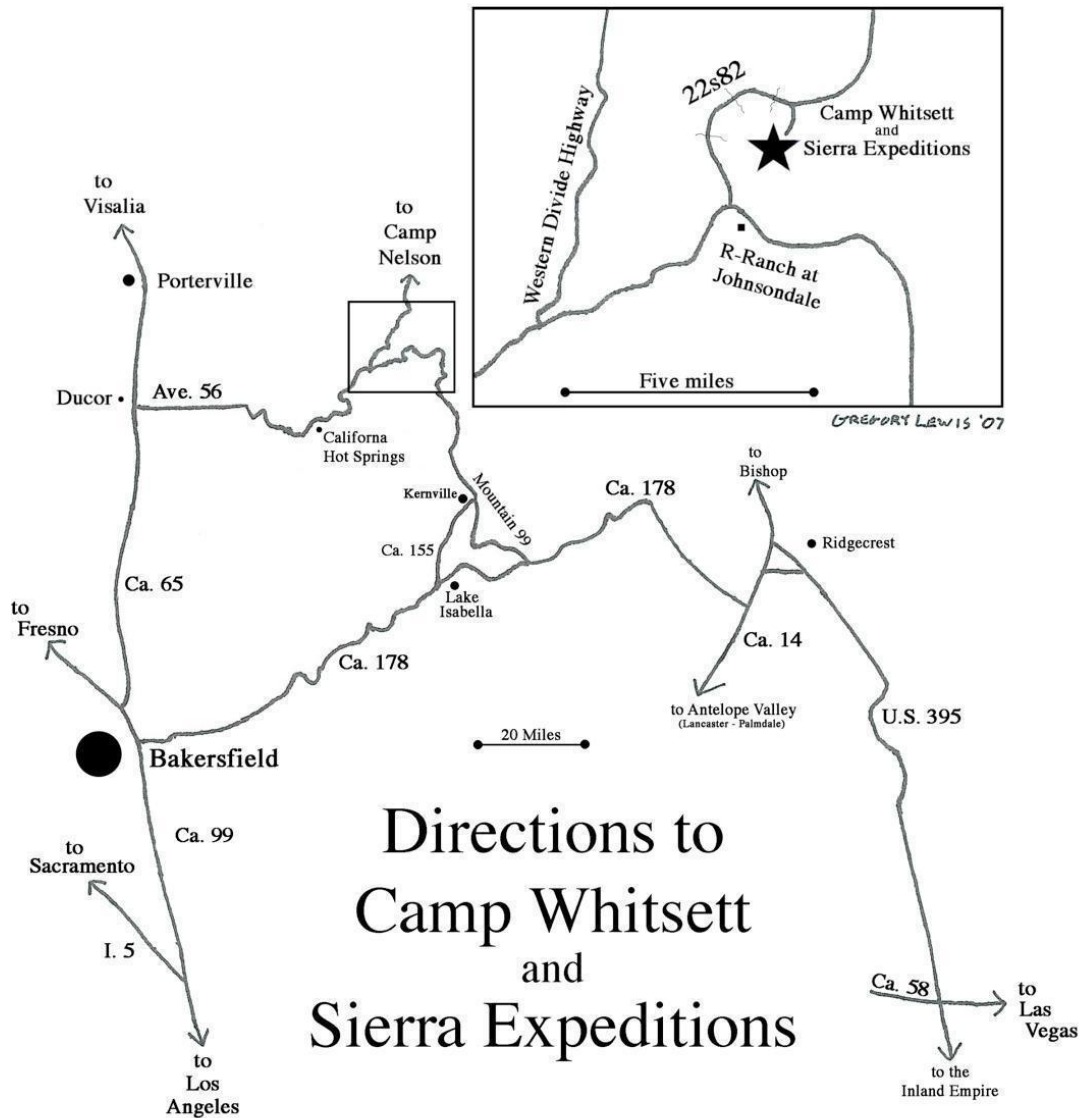 22s82
Western Divide Highway
Camp Whitsett
and
Sierra Expeditions
R-Ranch at
Johnsondale
Five miles
GREGORY LEWIS '07
to
Visalia
to
Camp
Nelson
Porterville
Ducor
Ave. 56
Californa
Hot Springs
to
Bishop
Ca. 178
Kernville
Mountain 99
Ridgecrest
Ca. 155
Ca. 65
Lake
Isabella
to
Fresno
Ca. 14
Ca. 178
to Antelope Valley
(Lancaster - Palmdale)
U.S. 395
20 Miles
Bakersfield
Ca. 99
to
Sacramento
I. 5
Directions to
Camp Whitsett
and
Sierra Expeditions
Ca. 58
to
Las
Vegas
to
Los
Angeles
to the
Inland Empire